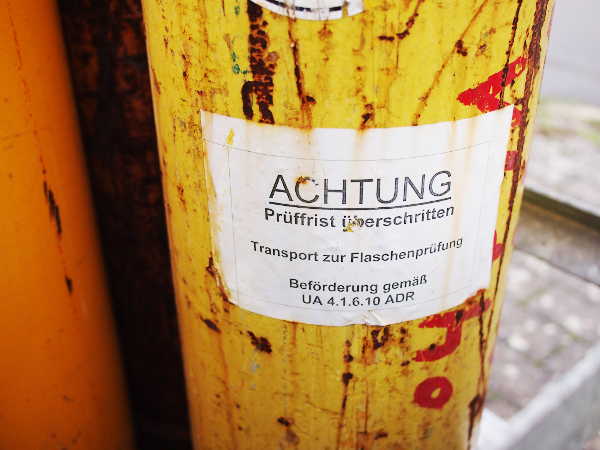 ACHTUNG
Prüffrist überschritten
Transport zur Flaschenprüfung
Beförderung gemäß
UA 4.1.6.10 ADR